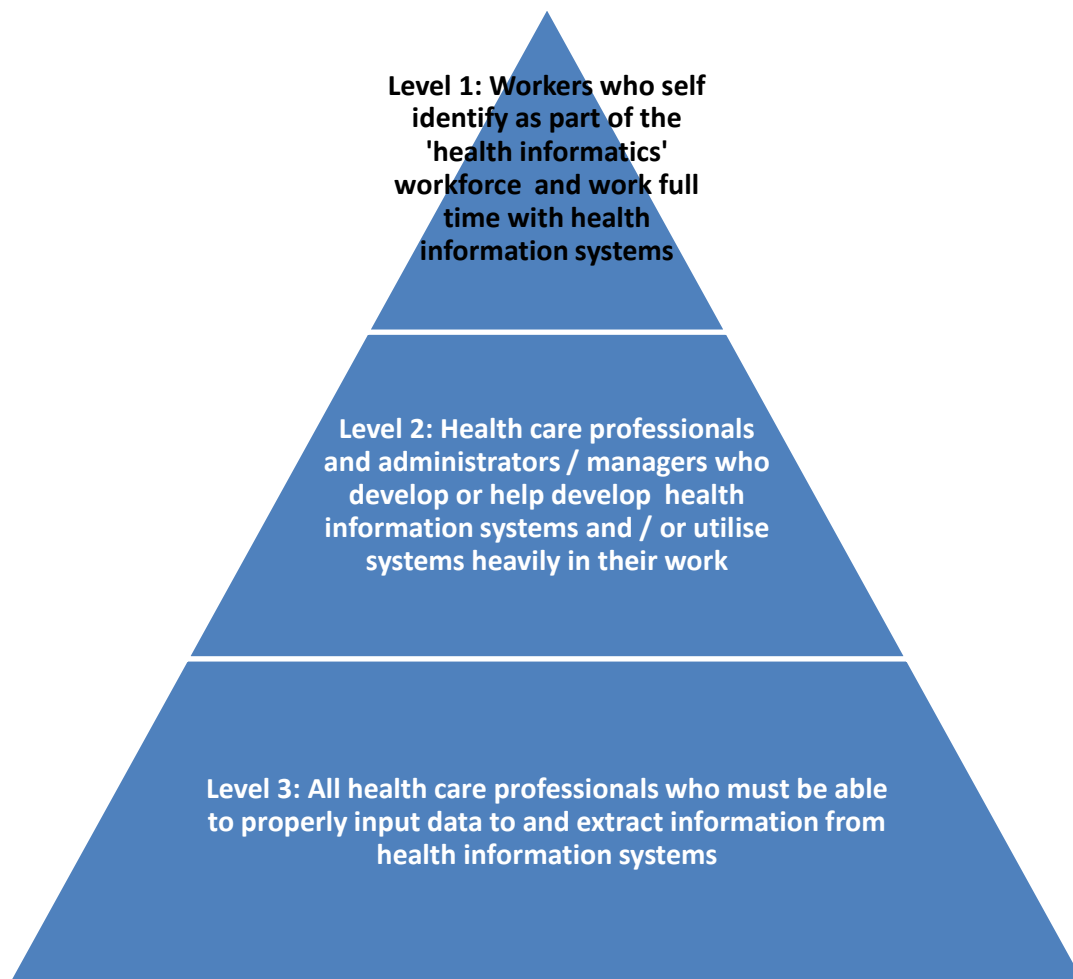 Level 1: Workers who self
identify as part of the
'health informatics'
workforce  and work full
time with health
information systems
Level 2: Health care professionals
and administrators / managers who
develop or help develop  health
information systems and / or utilise
systems heavily in their work
Level 3: All health care professionals who must be able
to properly input data to and extract information from
health information systems